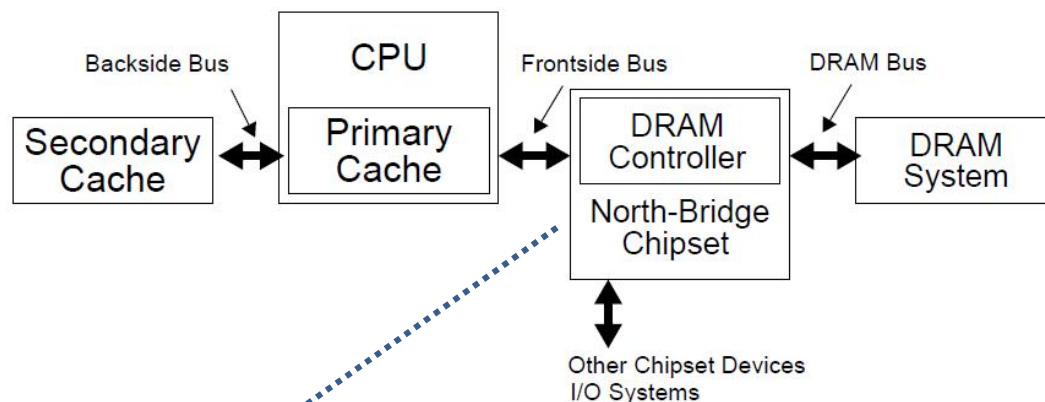 Backside Bus
CPU
Frontside Bus
DRAM Bus
Secondary
Cache
Primary
Cache
DRAM
Controller
DRAM
System
North-Bridge
Chipset
Other Chipset Devices
I/O Systems